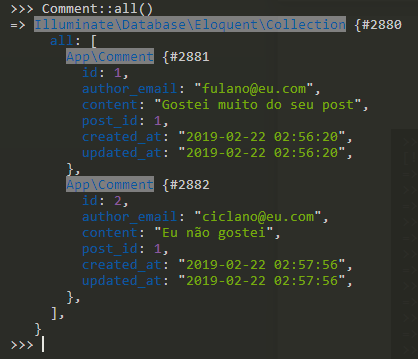 >>> Comment::all()
=> Illuminate\Database\Eloquent\Collection {#2880
all: [
App\Comment {#2881
id: 1,
author_email: "fulano@eu.com",
content: "Gostei muito do seu post",
post_id: 1,
created_at: "2019-02-22 02:56:20",
updated_at: "2019-02-22 02:56:20",
},
App\Comment {#2882
id: 2,
author_email: "ciclano@eu.com",
content: "Eu não gostei",
post_id: 1,
created_at: "2019-02-22 02:57:56",
updated_at: "2019-02-22 02:57:56",
},
],
}
>>>